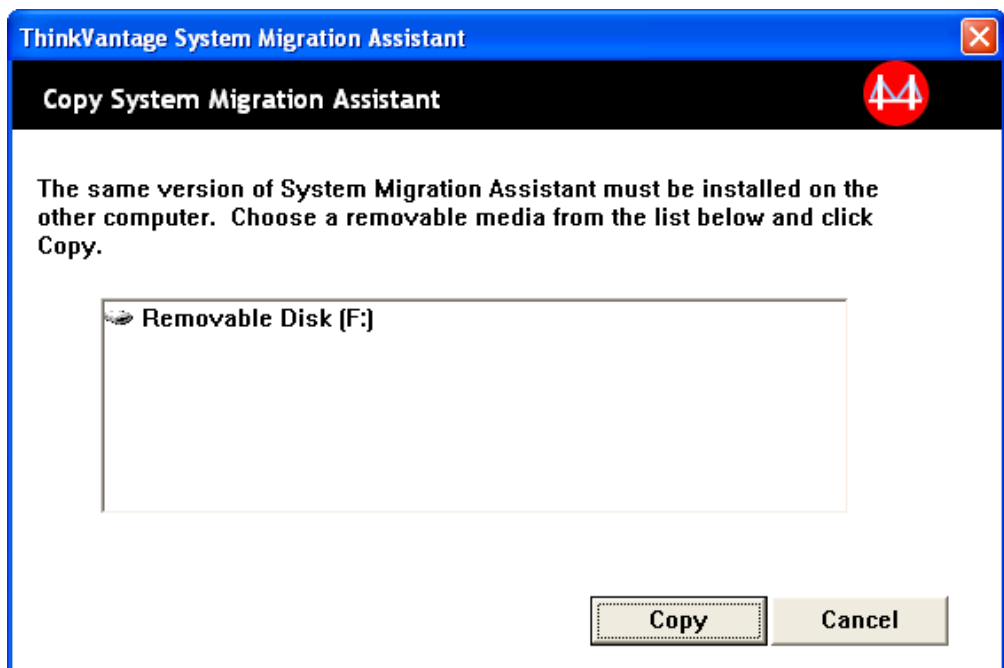 ThinkVantage System Migration Assistant
Copy System Migration Assistant
The same version of System Migration Assistant must be installed on the
other computer.  Choose a removable media from the list below and click
Copy.
Removable Disk (F:)
Copy
Cancel